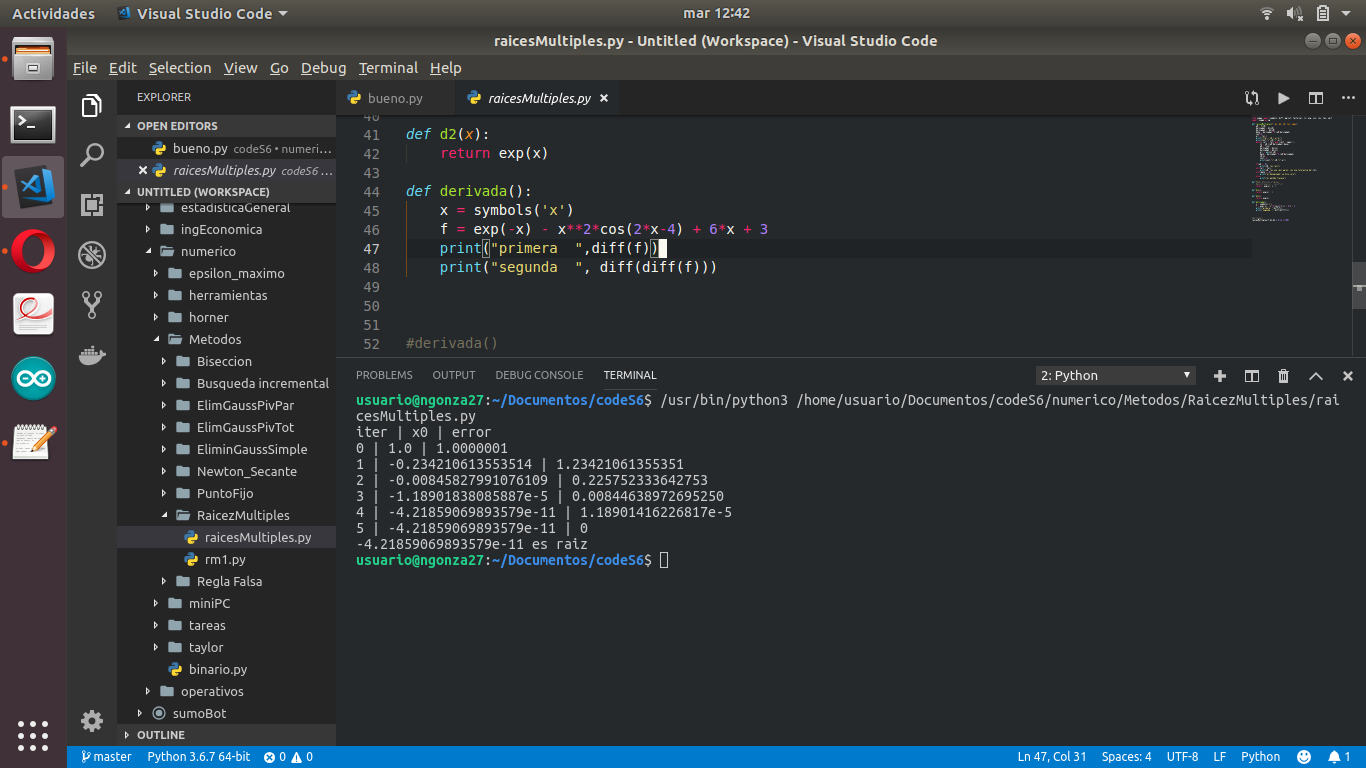 Actividades
Visual Studio Code
mar 12:42
raicesMultiples.py - Untitled (Workspace) - Visual Studio Code
File Edit Selection View Go Debug Terminal Help
EXPLORER
OPEN EDITORS
bueno.py codeS6 • numeri...
raicesMultiples.py codeS6 ...
UNTITLED (WORKSPACE)
estadisticaGeneral
ingEconomica
numerico
epsilon_maximo
herramientas
horner
Metodos
Biseccion
Busqueda incremental
ElimGaussPivPar
ElimGaussPivTot
EliminGaussSimple
Newton_Secante
PuntoFijo
RaicezMultiples
raicesMultiples.py
rm1.py
Regla Falsa
miniPC
tareas
taylor
binario.py
operativos
sumoBot
OUTLINE
bueno.py
raicesMultiples.py
40
41 def d2(x):
42 return exp(x)
43
44 def derivada():
45 x = symbols('x')
46 f = exp(-x) - x**2*cos(2*x-4) + 6*x + 3
47 print("primera  ",diff(f))
48 print("segunda  ", diff(diff(f)))
49
50
51
52 #derivada()
PROBLEMS OUTPUT DEBUG CONSOLE TERMINAL
2: Python
usuario@ngonza27:~/Documentos/codeS6$ /usr/bin/python3 /home/usuario/Documentos/codeS6/numerico/Metodos/RaicezMultiples/rai
cesMultiples.py
iter | x0 | error
0 | 1.0 | 1.0000001
1 | -0.234210613553514 | 1.23421061355351
2 | -0.00845827991076109 | 0.225752333642753
3 | -1.18901838085887e-5 | 0.00844638972695250
4 | -4.21859069893579e-11 | 1.18901416226817e-5
5 | -4.21859069893579e-11 | 0
-4.21859069893579e-11 es raiz
usuario@ngonza27:~/Documentos/codeS6$
master Python 3.6.7 64-bit 0 0
Ln 47, Col 31 Spaces: 4 UTF-8 LF Python 1